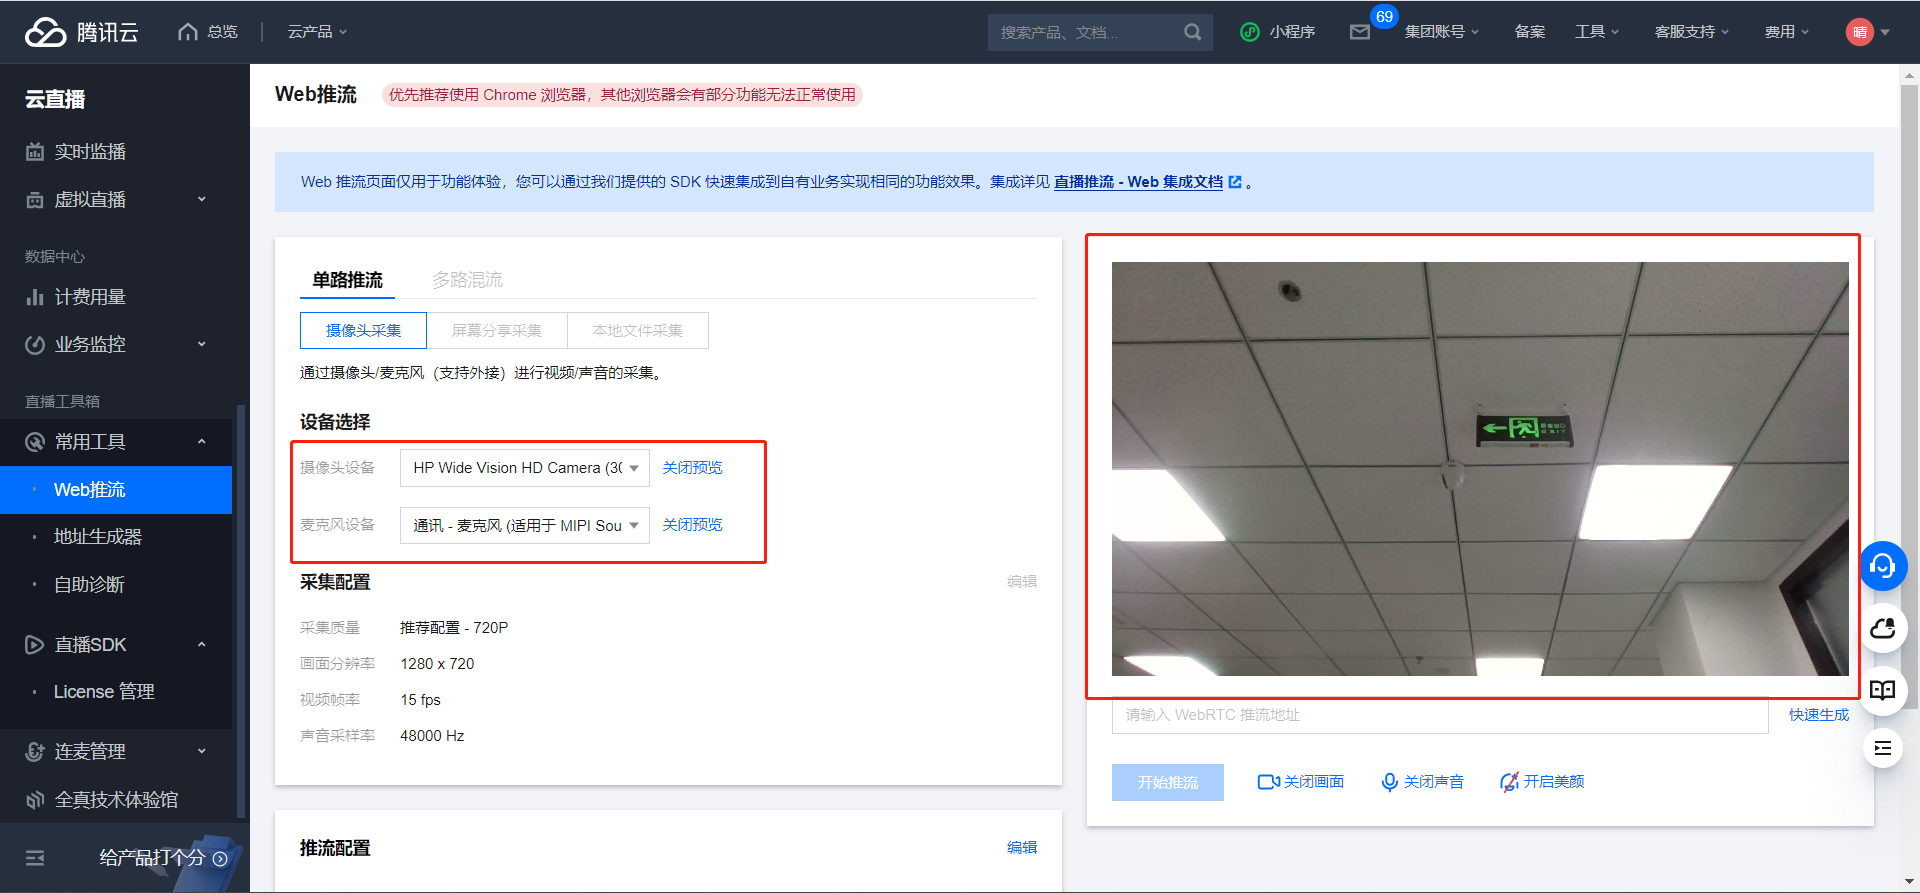 腾讯云
总览
云产品
搜索产品、文档...
小程序
69
集团账号
备案
工具
客服支持
费用
晴
云直播
实时监播
虚拟直播
数据中心
计费用量
业务监控
直播工具箱
常用工具
Web推流
地址生成器
自助诊断
直播SDK
License 管理
连麦管理
全真技术体验馆
给产品打个分
Web推流
优先推荐使用 Chrome 浏览器，其他浏览器会有部分功能无法正常使用
Web 推流页面仅用于功能体验，您可以通过我们提供的 SDK 快速集成到自有业务实现相同的功能效果。集成详见 直播推流 - Web 集成文档 。
单路推流
多路混流
摄像头采集
屏幕分享采集
本地文件采集
通过摄像头/麦克风（支持外接）进行视频/声音的采集。
设备选择
摄像头设备
HP Wide Vision HD Camera (30
关闭预览
麦克风设备
通讯 - 麦克风 (适用于 MIPI Sou
关闭预览
采集配置
编辑
采集质量
推荐配置 - 720P
画面分辨率
1280 x 720
视频帧率
15 fps
声音采样率
48000 Hz
推流配置
编辑
请输入 WebRTC 推流地址
快速生成
开始推流
关闭画面
关闭声音
开启美颜